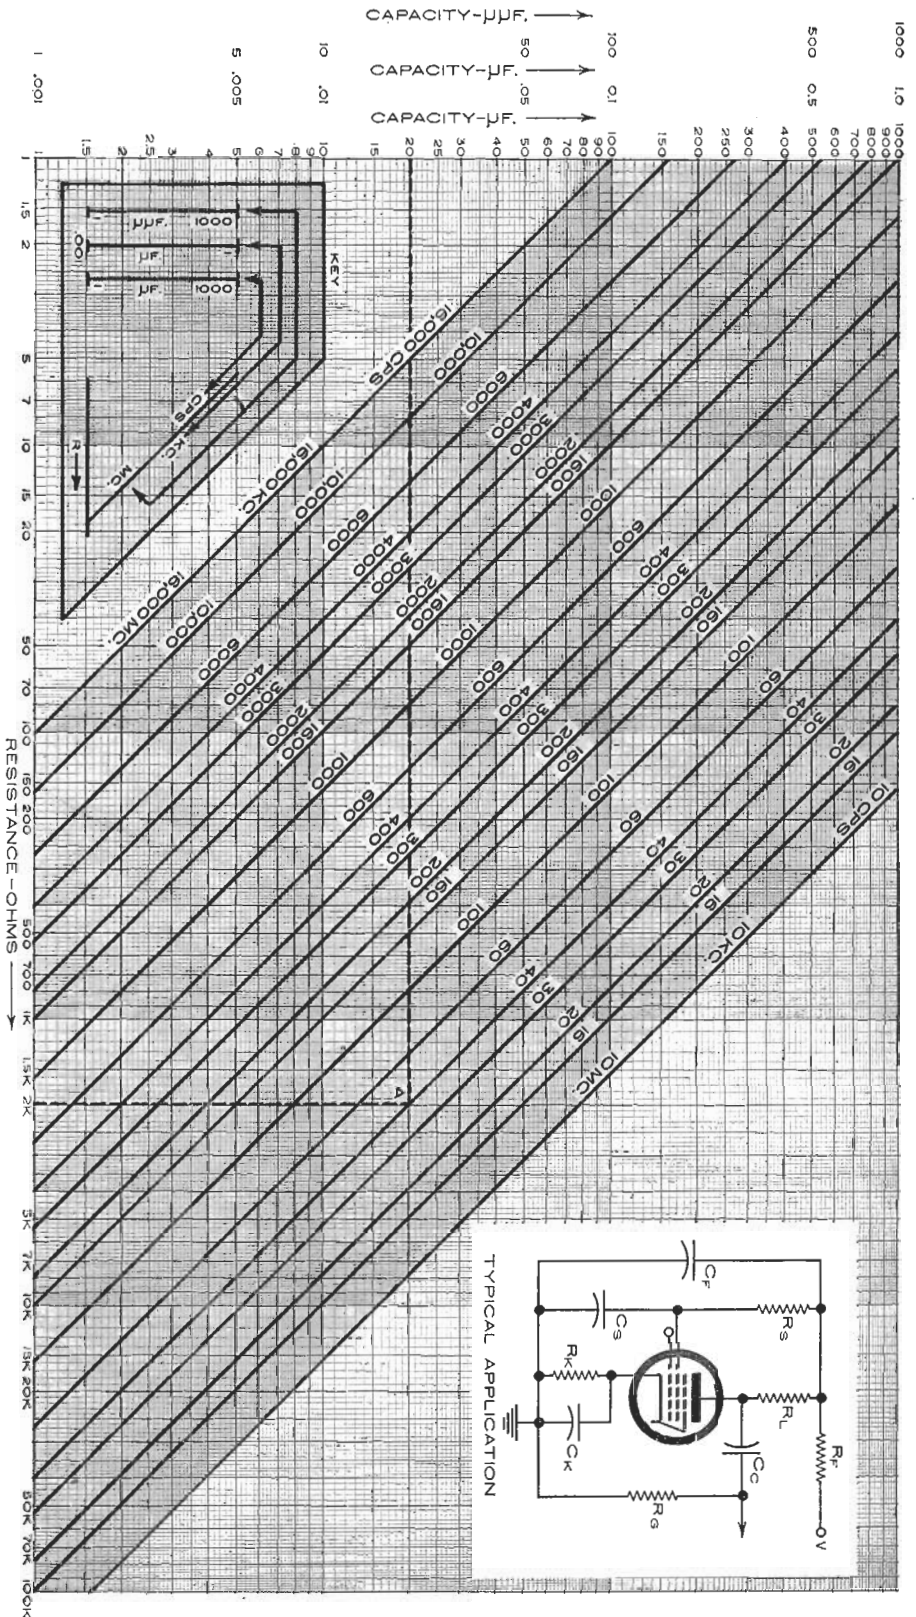 CAPACITY-µµF.
1 5 10 50 100 500 1000
CAPACITY-µF.
.01 .005 .01 .05 0.1 0.5 1.0
CAPACITY-µF.
1 1.5 2 2.5 3 4 5 6 7 8 9 10 15 20 25 30 40 50 60 70 80 90 100 150 200 300 400 500 600 700 800 1000
KEY
µµF. 1000
1
µF. 1
.001
µF. 1000
1
CPS
KC.
MC.
R
16,000 CPS
10,000
6000
4000
3000
2000
1600
1000
600
400
300
200
160
100
60
40
30
20
16
10 CPS
16,000 KC.
10,000
6000
4000
3000
2000
1600
1000
600
400
300
200
160
100
60
40
30
20
16
10 KC.
16,000 MC.
10,000
6000
4000
3000
2000
1600
1000
600
400
300
200
160
100
60
40
30
20
16
10 MC.
A
1 1.5 2 5 7 10 15 20 50 70 100 150 200 500 700 1K 1.5K 2K 5K 7K 10K 15K 20K 50K 70K 100K
RESISTANCE-OHMS
CF
CS
RS
RK
CK
RL
CC
RG
RF
V
TYPICAL APPLICATION